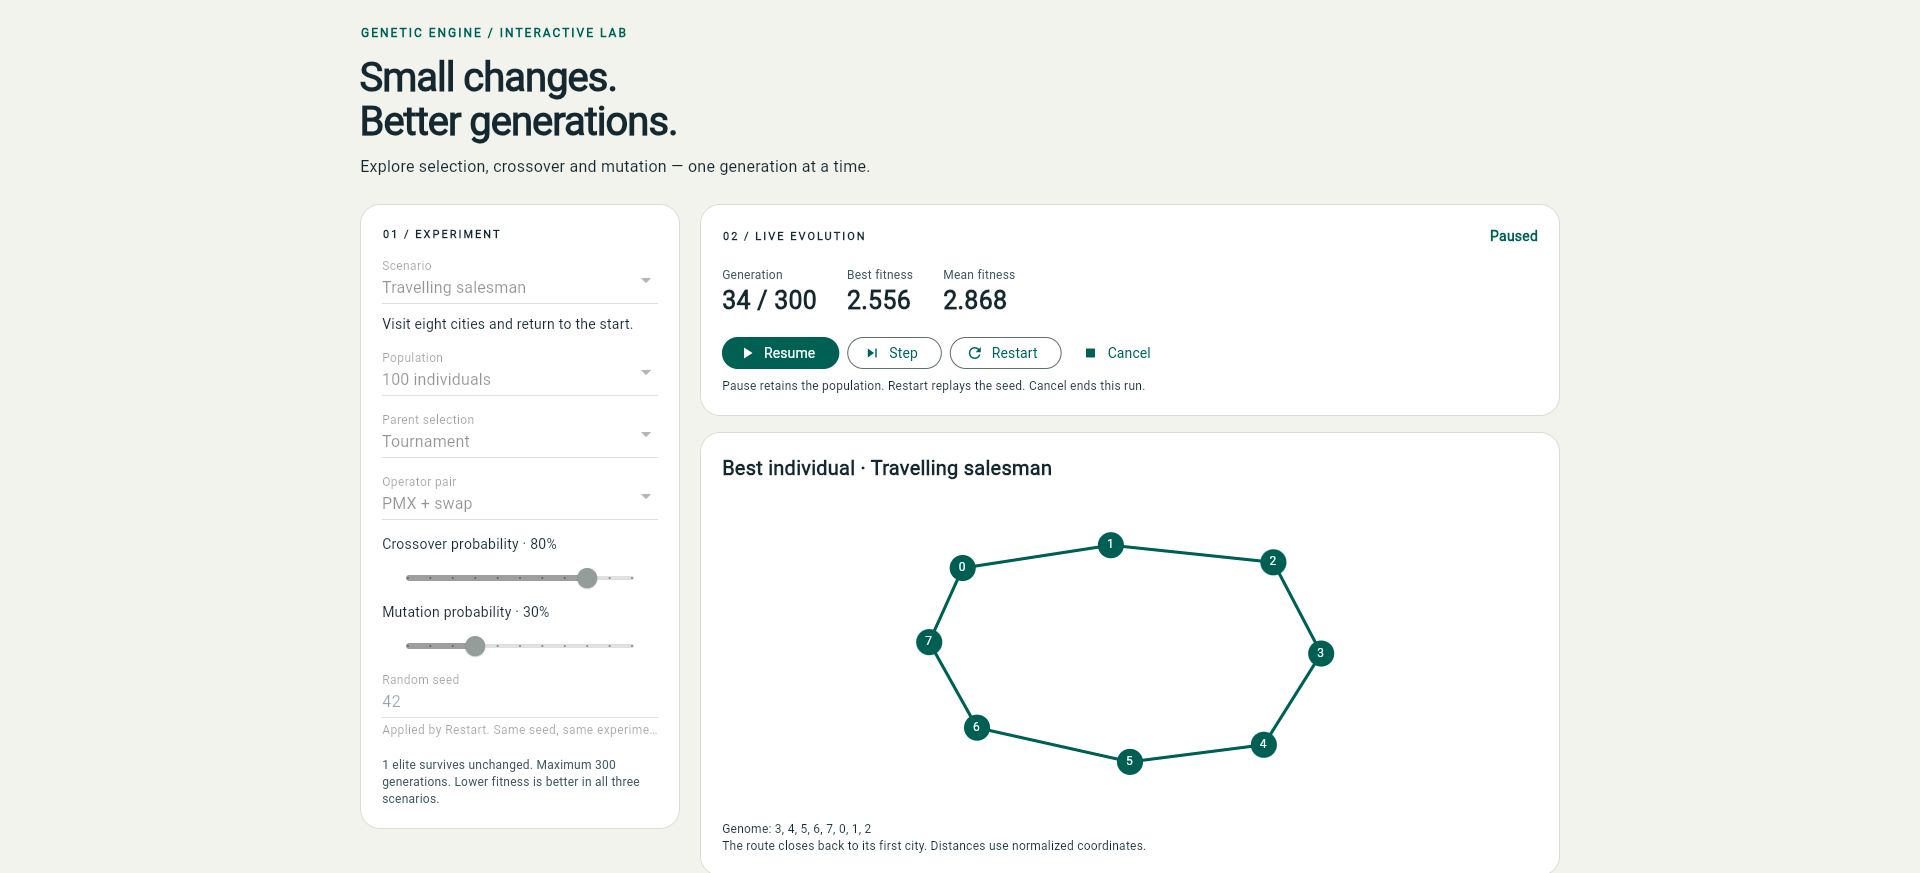 GENETIC ENGINE / INTERACTIVE LAB
Small changes.
Better generations.
Explore selection, crossover and mutation — one generation at a time.
01 / EXPERIMENT
Scenario
Travelling salesman
Visit eight cities and return to the start.
Population
100 individuals
Parent selection
Tournament
Operator pair
PMX + swap
Crossover probability · 80%
Mutation probability · 30%
Random seed
42
Applied by Restart. Same seed, same experime…
1 elite survives unchanged. Maximum 300
generations. Lower fitness is better in all three
scenarios.
02 / LIVE EVOLUTION
Paused
Generation
34 / 300
Best fitness
2.556
Mean fitness
2.868
Resume
Step
Restart
Cancel
Pause retains the population. Restart replays the seed. Cancel ends this run.
Best individual · Travelling salesman
0
1
2
3
4
5
6
7
Genome: 3, 4, 5, 6, 7, 0, 1, 2
The route closes back to its first city. Distances use normalized coordinates.